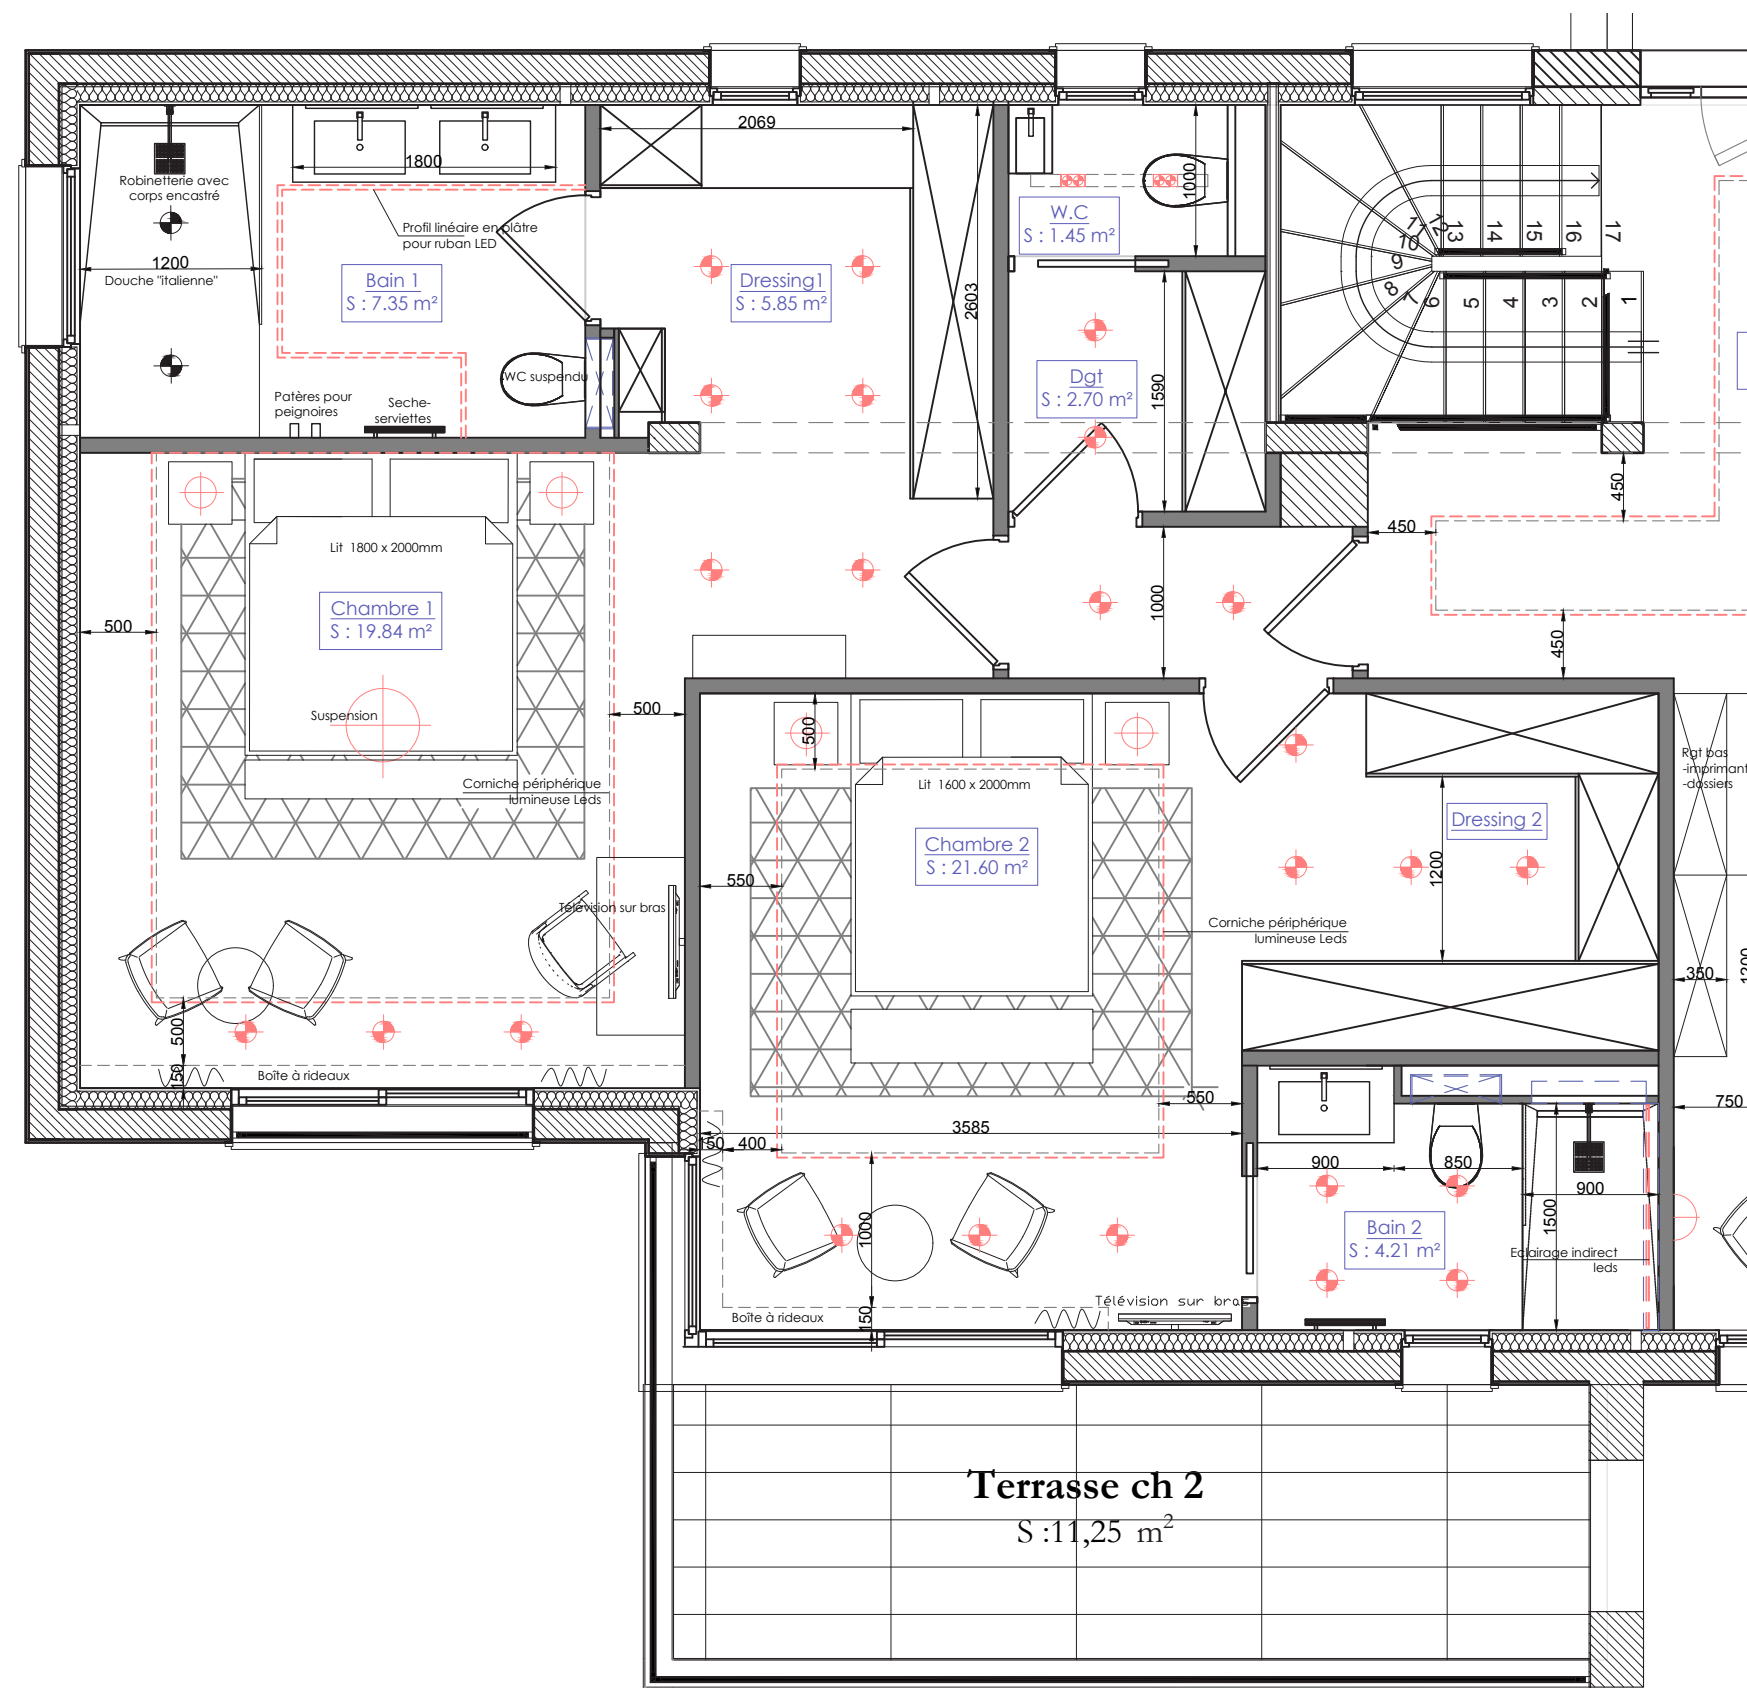 2069
1800
Robinetterie avec
corps encastré
Profil linéaire en plâtre
pour ruban LED
1200
Douche "italienne"
Bain 1
S : 7.35 m²
Dressing1
S : 5.85 m²
2603
1000
W.C
S : 1.45 m²
Dgt
S : 2.70 m²
1590
1
2
3
4
5
6
7
8
9
10
11
12
13
14
15
16
17
WC suspendu
Patères pour
peignoires
Seche-
serviettes
450
450
450
Lit 1800 x 2000mm
Chambre 1
S : 19.84 m²
500
500
Suspension
Corniche périphérique
lumineuse Leds
1000
Télévision sur bras
500
150
Boîte à rideaux
500
Lit 1600 x 2000mm
Chambre 2
S : 21.60 m²
550
Corniche périphérique
lumineuse Leds
Dressing 2
1200
Rgt bas
-imprimant
-dossiers
350
1200
750
550
3585
150
400
1000
150
Boîte à rideaux
Télévision sur bras
900
850
900
1500
Bain 2
S : 4.21 m²
Eclairage indirect
leds
Terrasse ch 2
S :11,25 m²